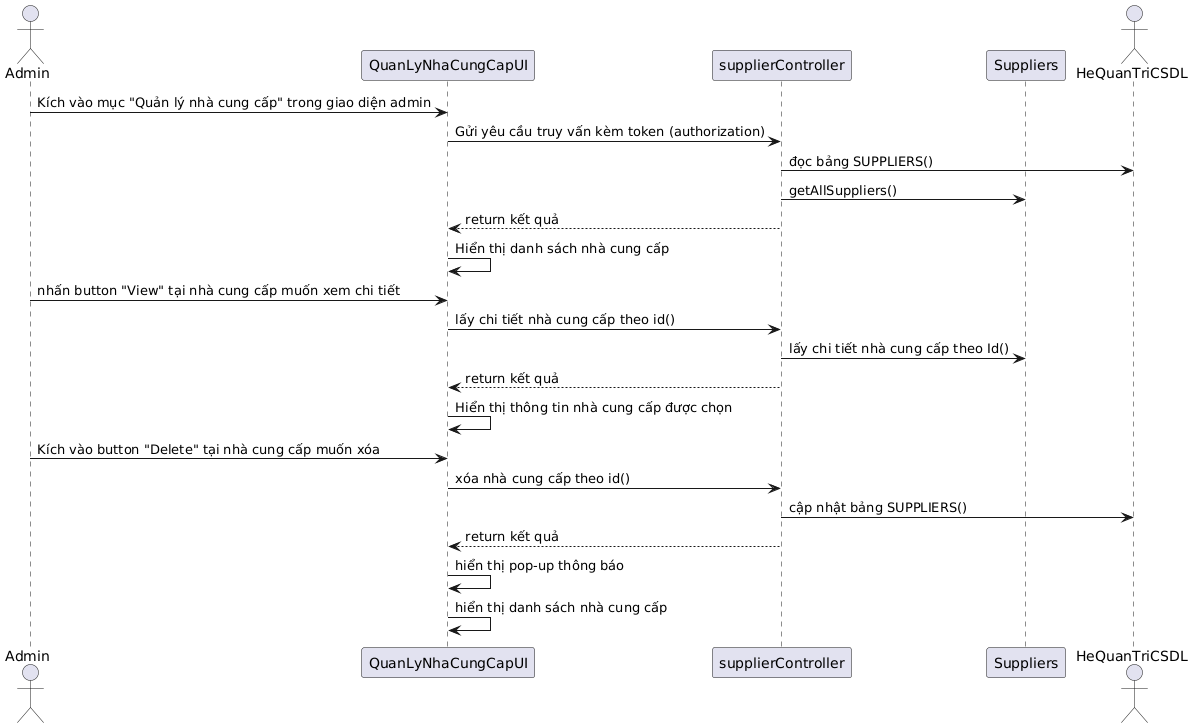 Admin
QuanLyNhaCungCapUI
supplierController
Suppliers
HeQuanTriCSDL
Kích vào mục "Quản lý nhà cung cấp" trong giao diện admin
Gửi yêu cầu truy vấn kèm token (authorization)
đọc bảng SUPPLIERS()
getAllSuppliers()
return kết quả
Hiển thị danh sách nhà cung cấp
nhấn button "View" tại nhà cung cấp muốn xem chi tiết
lấy chi tiết nhà cung cấp theo id()
lấy chi tiết nhà cung cấp theo Id()
return kết quả
Hiển thị thông tin nhà cung cấp được chọn
Kích vào button "Delete" tại nhà cung cấp muốn xóa
xóa nhà cung cấp theo id()
cập nhật bảng SUPPLIERS()
return kết quả
hiển thị pop-up thông báo
hiển thị danh sách nhà cung cấp
Admin
QuanLyNhaCungCapUI
supplierController
Suppliers
HeQuanTriCSDL